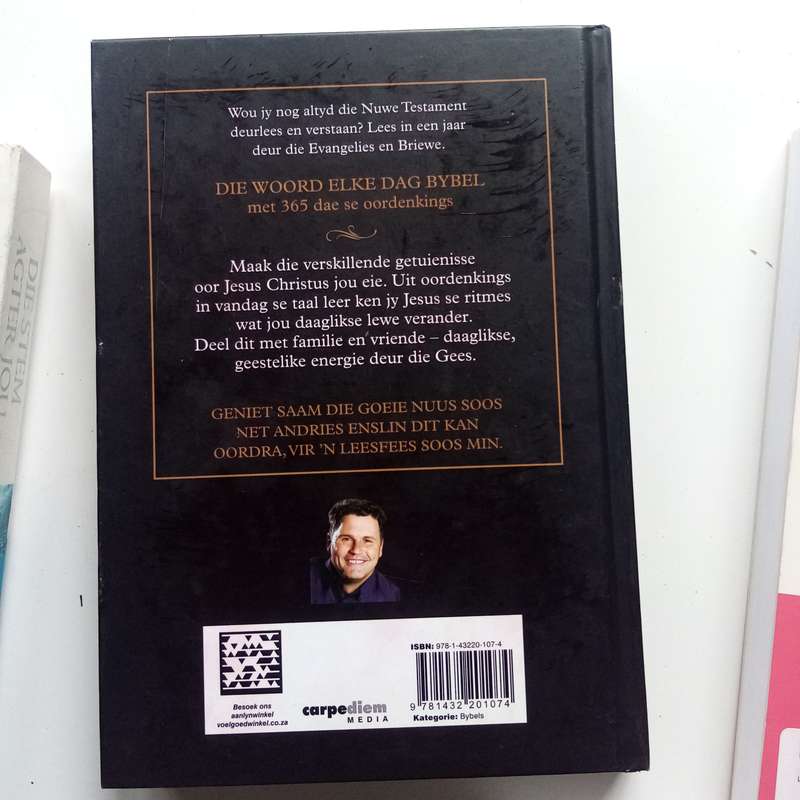 Wou jy nog altyd die Nuwe Testament
deurlees en verstaan? Lees in een jaar
deur die Evangelies en Briewe.
DIE WOORD ELKE DAG BYBEL
met 365 dae se oordenkings
Maak die verskillende getuienisse
oor Jesus Christus jou eie. Uit oordenkings
in vandag se taal leer ken jy Jesus se ritmes
wat jou daaglikse lewe verander.
Deel dit met familie en vriende – daaglikse,
geestelike energie deur die Gees.
GENIET SAAM DIE GOEIE NUUS SOOS
NET ANDRIES ENSLIN DIT KAN
OORDRA, VIR 'N LEESFEES SOOS MIN.
Besoek ons
aanlynwinkel
voelgoedwinkel.co.za
carpediem
MEDIA
ISBN: 978-1-43220-107-4
9 781432 201074
Kategorie: Bybels
DIE STEM
AGTER JOU